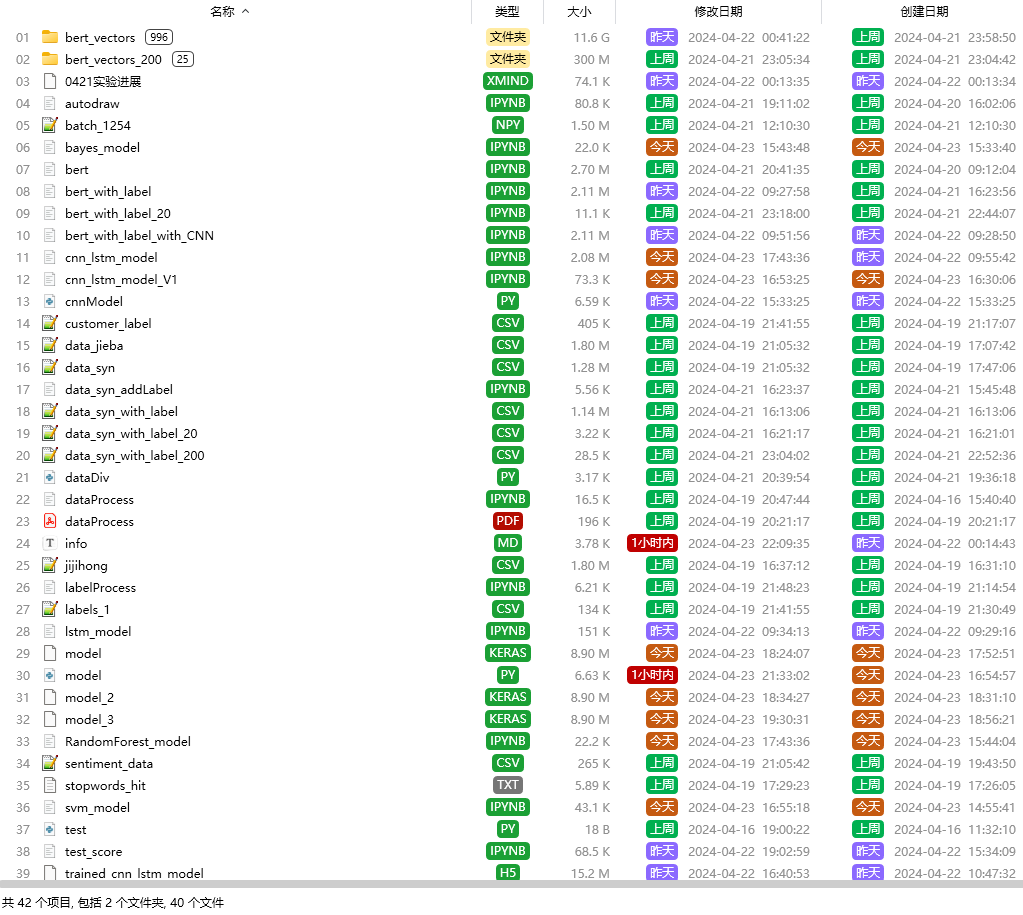 名称 类型 大小 修改日期 创建日期
01 bert_vectors 996 文件夹 11.6 G 昨天 2024-04-22 00:41:22 上周 2024-04-21 23:58:50
02 bert_vectors_200 25 文件夹 300 M 上周 2024-04-21 23:05:34 上周 2024-04-21 23:04:42
03 0421实验进展 XMIND 74.1 K 昨天 2024-04-22 00:13:35 昨天 2024-04-22 00:13:34
04 autodraw IPYNB 80.8 K 上周 2024-04-21 19:11:02 上周 2024-04-20 16:02:06
05 batch_1254 NPY 1.50 M 上周 2024-04-21 12:10:30 上周 2024-04-21 12:10:30
06 bayes_model IPYNB 22.0 K 今天 2024-04-23 15:43:48 今天 2024-04-23 15:33:40
07 bert IPYNB 2.70 M 上周 2024-04-21 20:41:35 上周 2024-04-20 09:12:04
08 bert_with_label IPYNB 2.11 M 昨天 2024-04-22 09:27:58 上周 2024-04-21 16:23:56
09 bert_with_label_20 IPYNB 11.1 K 上周 2024-04-21 23:18:00 上周 2024-04-21 22:44:07
10 bert_with_label_with_CNN IPYNB 2.11 M 昨天 2024-04-22 09:51:56 昨天 2024-04-22 09:28:50
11 cnn_lstm_model IPYNB 2.08 M 今天 2024-04-23 17:43:36 昨天 2024-04-22 09:55:42
12 cnn_lstm_model_V1 IPYNB 73.3 K 今天 2024-04-23 16:53:25 今天 2024-04-23 16:30:06
13 cnnModel PY 6.59 K 昨天 2024-04-22 15:33:25 昨天 2024-04-22 15:33:25
14 customer_label CSV 405 K 上周 2024-04-19 21:41:55 上周 2024-04-19 21:17:07
15 data_jieba CSV 1.80 M 上周 2024-04-19 21:05:32 上周 2024-04-19 17:07:42
16 data_syn CSV 1.28 M 上周 2024-04-19 21:05:32 上周 2024-04-19 17:47:06
17 data_syn_addLabel IPYNB 5.56 K 上周 2024-04-21 16:23:37 上周 2024-04-21 15:45:48
18 data_syn_with_label CSV 1.14 M 上周 2024-04-21 16:13:06 上周 2024-04-21 16:13:06
19 data_syn_with_label_20 CSV 3.22 K 上周 2024-04-21 16:21:17 上周 2024-04-21 16:21:01
20 data_syn_with_label_200 CSV 28.5 K 上周 2024-04-21 23:04:02 上周 2024-04-21 22:52:36
21 dataDiv PY 3.17 K 上周 2024-04-21 20:39:54 上周 2024-04-21 19:36:18
22 dataProcess IPYNB 16.5 K 上周 2024-04-19 20:47:44 上周 2024-04-16 15:40:40
23 dataProcess PDF 196 K 上周 2024-04-19 20:21:17 上周 2024-04-19 20:21:17
24 info MD 3.78 K 1小时内 2024-04-23 22:09:35 昨天 2024-04-22 00:14:43
25 jijihong CSV 1.80 M 上周 2024-04-19 16:37:12 上周 2024-04-19 16:31:10
26 labelProcess IPYNB 6.21 K 上周 2024-04-19 21:48:23 上周 2024-04-19 21:14:54
27 labels_1 CSV 134 K 上周 2024-04-19 21:41:55 上周 2024-04-19 21:30:49
28 lstm_model IPYNB 151 K 昨天 2024-04-22 09:34:13 昨天 2024-04-22 09:29:16
29 model KERAS 8.90 M 今天 2024-04-23 18:24:07 今天 2024-04-23 17:52:51
30 model PY 6.63 K 1小时内 2024-04-23 21:33:02 今天 2024-04-23 16:54:57
31 model_2 KERAS 8.90 M 今天 2024-04-23 18:34:27 今天 2024-04-23 18:31:10
32 model_3 KERAS 8.90 M 今天 2024-04-23 19:30:31 今天 2024-04-23 18:56:21
33 RandomForest_model IPYNB 22.2 K 今天 2024-04-23 17:43:36 今天 2024-04-23 15:44:04
34 sentiment_data CSV 265 K 上周 2024-04-19 21:05:42 上周 2024-04-19 19:43:50
35 stopwords_hit TXT 5.89 K 上周 2024-04-19 17:29:23 上周 2024-04-19 17:26:05
36 svm_model IPYNB 43.1 K 今天 2024-04-23 16:55:18 今天 2024-04-23 14:55:41
37 test PY 18 B 上周 2024-04-16 19:00:22 上周 2024-04-16 11:32:10
38 test_score IPYNB 68.5 K 昨天 2024-04-22 19:02:59 昨天 2024-04-22 15:34:09
39 trained_cnn_lstm_model H5 15.2 M 昨天 2024-04-22 16:40:53 昨天 2024-04-22 10:47:32
共 42 个项目, 包括 2 个文件夹, 40 个文件